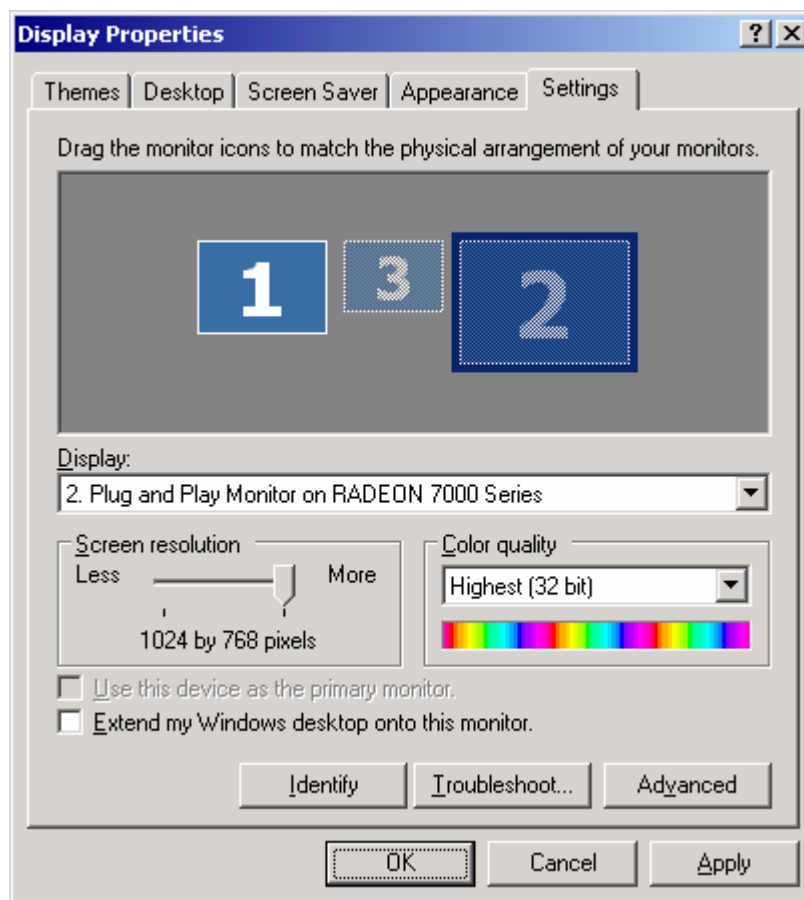 Display Properties
Themes Desktop Screen Saver Appearance Settings
Drag the monitor icons to match the physical arrangement of your monitors.
1 3 2
Display:
2. Plug and Play Monitor on RADEON 7000 Series
Screen resolution
Less More
1024 by 768 pixels
Color quality
Highest (32 bit)
Use this device as the primary monitor.
Extend my Windows desktop onto this monitor.
Identify Troubleshoot... Advanced
OK Cancel Apply